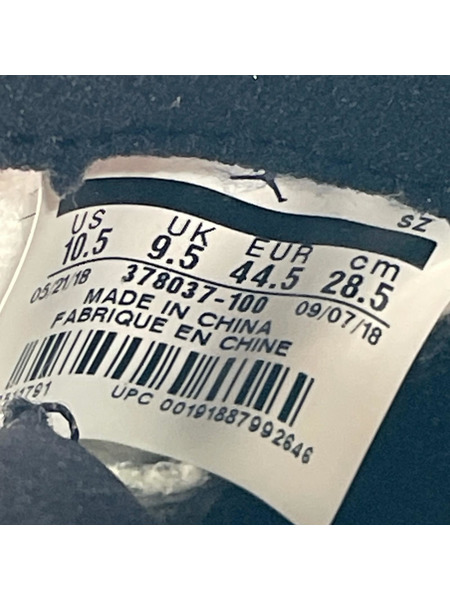 SZ
US UK EUR cm
10.5 9.5 44.5 28.5
05/21/18 378037-100 09/07/18
MADE IN CHINA
FABRIQUE EN CHINE
1791
UPC 00191887992646